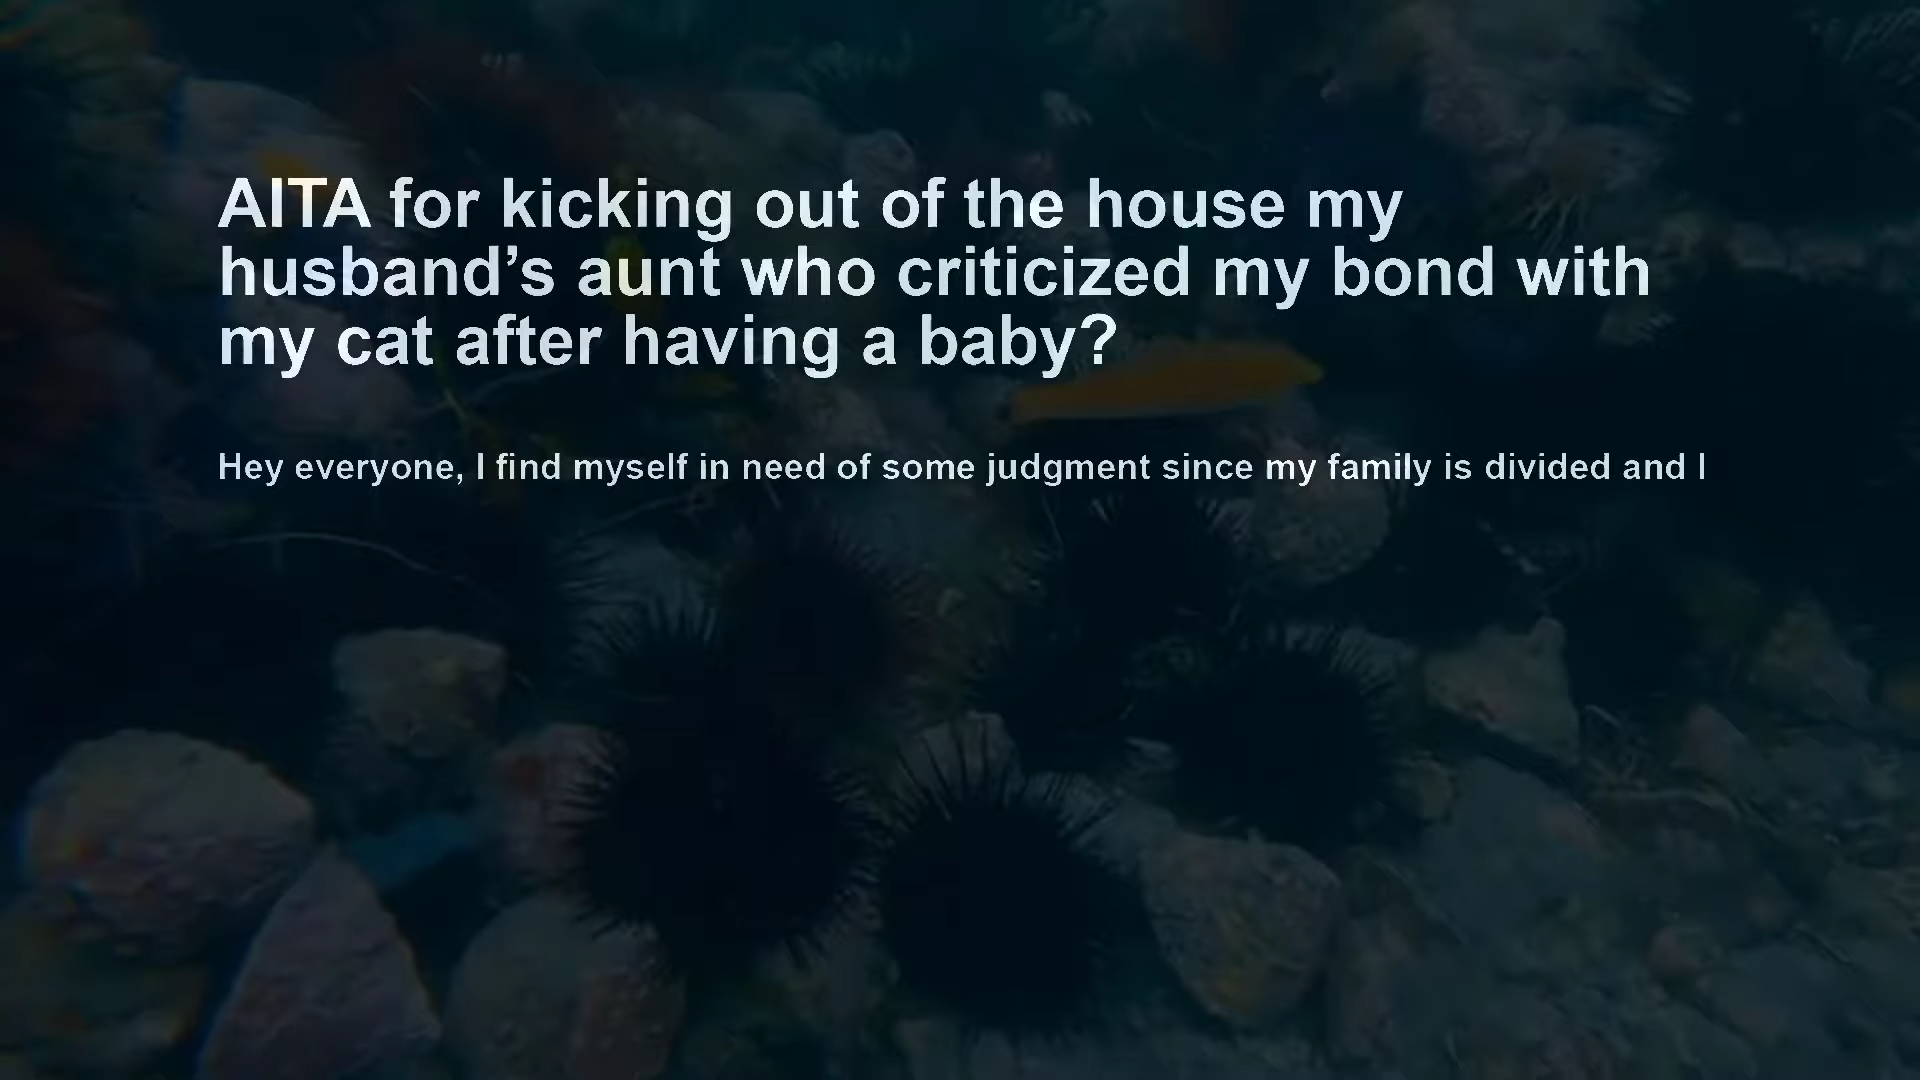 AITA for kicking out of the house my
husband’s aunt who criticized my bond with
my cat after having a baby?
Hey everyone, I find myself in need of some judgment since my family is divided and I